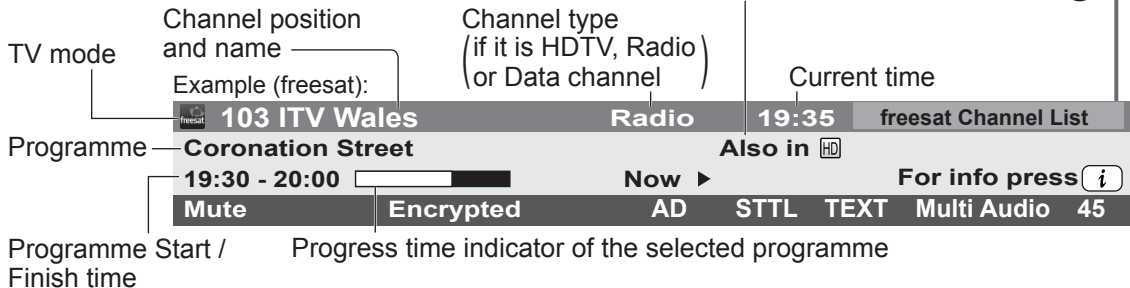 Channel position
and name
Channel type
(if it is HDTV, Radio
or Data channel)
TV mode
Current time
Example (freesat):
freesat 103 ITV Wales Radio 19:35 freesat Channel List
Programme Coronation Street Also in HD
19:30 - 20:00 Now ▶ For info press i
Mute Encrypted AD STTL TEXT Multi Audio 45
Programme Start /
Finish time
Progress time indicator of the selected programme